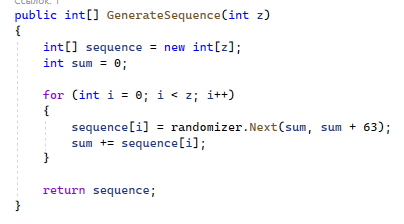 Ссылок: 1
public int[] GenerateSequence(int z)
{
int[] sequence = new int[z];
int sum = 0;
for (int i = 0; i < z; i++)
{
sequence[i] = randomizer.Next(sum, sum + 63);
sum += sequence[i];
}
return sequence;
}